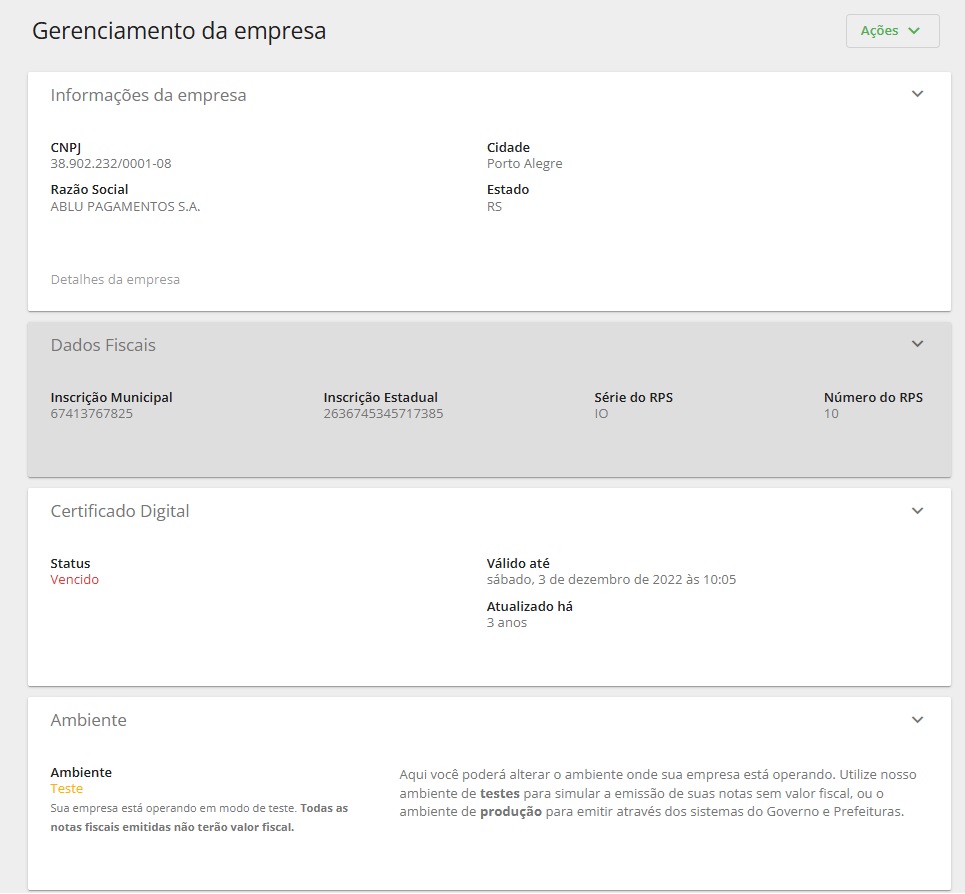 Gerenciamento da empresa
Ações
Informações da empresa
CNPJ
38.902.232/0001-08
Cidade
Porto Alegre
Razão Social
ABLU PAGAMENTOS S.A.
Estado
RS
Detalhes da empresa
Dados Fiscais
Inscrição Municipal
67413767825
Inscrição Estadual
2636745345717385
Série do RPS
IO
Número do RPS
10
Certificado Digital
Status
Vencido
Válido até
sábado, 3 de dezembro de 2022 às 10:05
Atualizado há
3 anos
Ambiente
Ambiente
Teste
Sua empresa está operando em modo de teste. Todas as
notas fiscais emitidas não terão valor fiscal.
Aqui você poderá alterar o ambiente onde sua empresa está operando. Utilize nosso
ambiente de testes para simular a emissão de suas notas sem valor fiscal, ou o
ambiente de produção para emitir através dos sistemas do Governo e Prefeituras.